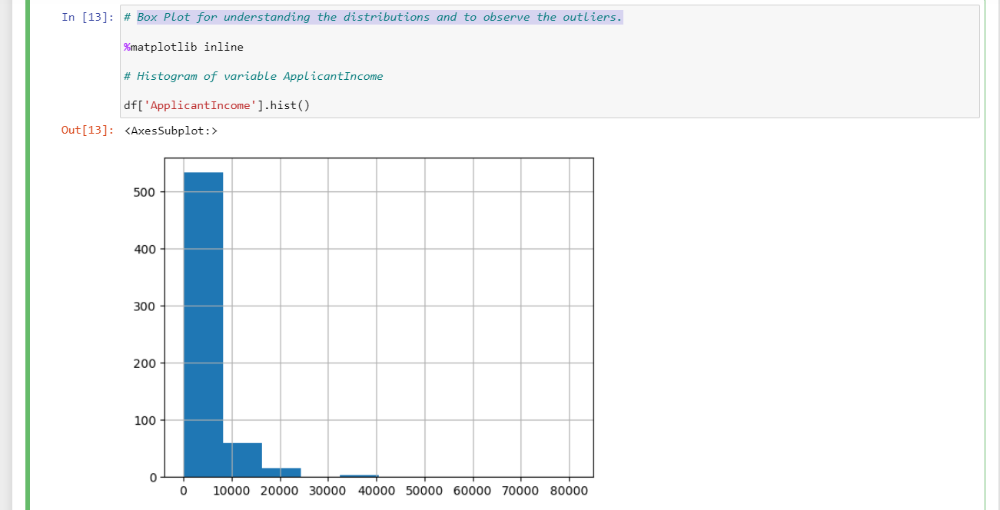 In [13]: # Box Plot for understanding the distributions and to observe the outliers.
%matplotlib inline
# Histogram of variable ApplicantIncome
df['ApplicantIncome'].hist()
Out[13]: <AxesSubplot:>
500
400
300
200
100
0
0 10000 20000 30000 40000 50000 60000 70000 80000